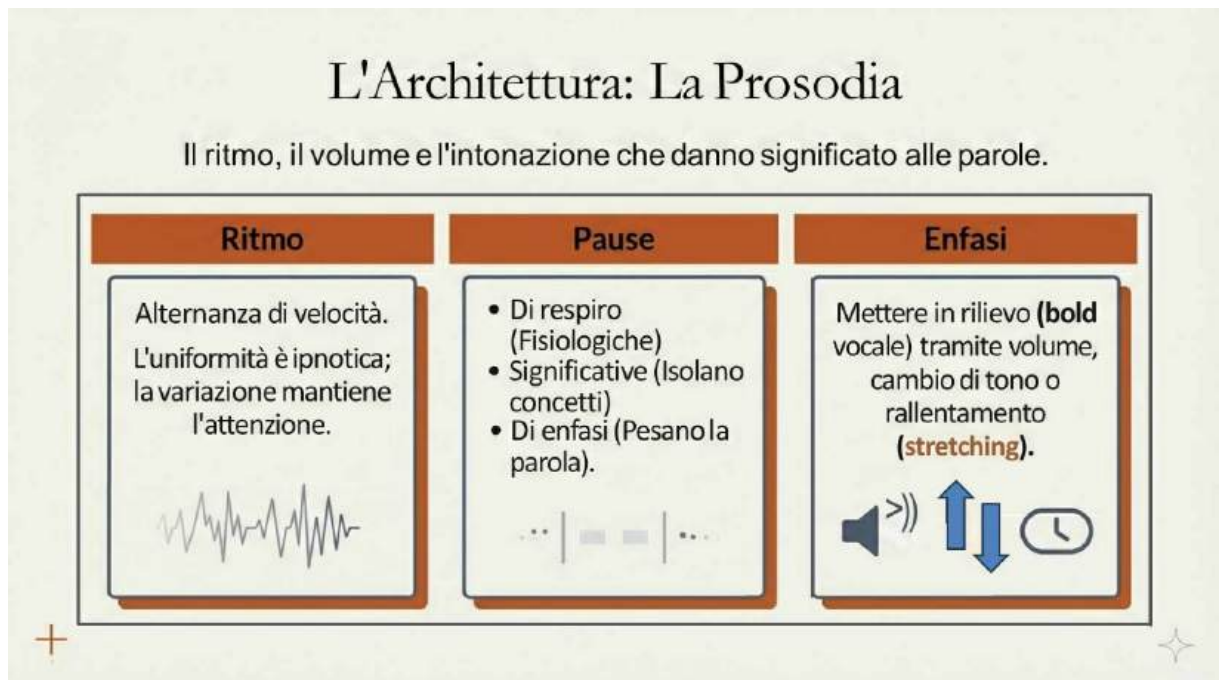 L'Architettura: La Prosodia
Il ritmo, il volume e l'intonazione che danno significato alle parole.
Ritmo
Alternanza di velocità.
L'uniformità è ipnotica;
la variazione mantiene
l'attenzione.
Pause
• Di respiro
(Fisiologiche)
• Significative (Isolano
concetti)
• Di enfasi (Pesano la
parola).
Enfasi
Mettere in rilievo (bold
vocale) tramite volume,
cambio di tono o
rallentamento
(stretching).